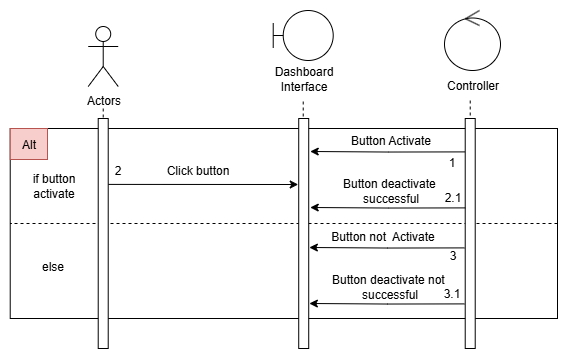 Actors
Dashboard
Interface
Controller
Alt
Button Activate
1
if button
activate
2
Click button
Button deactivate
successful
2.1
Button not Activate
3
else
Button deactivate not
successful
3.1